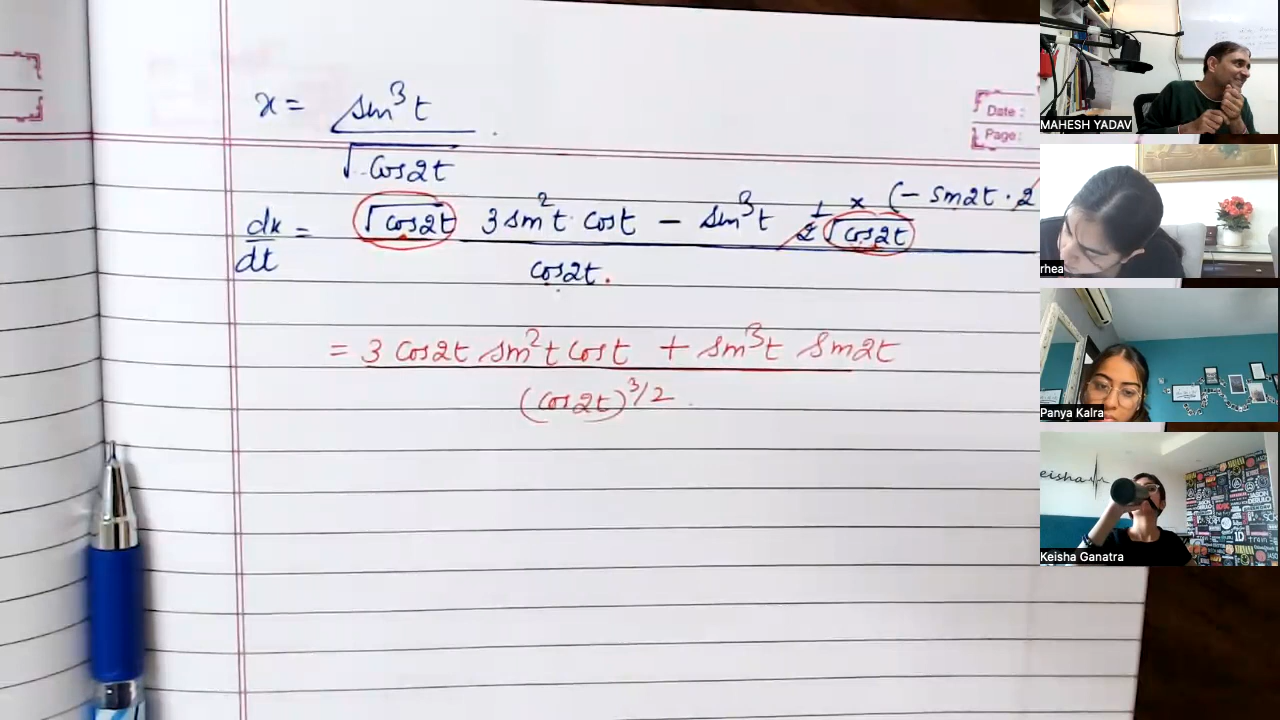 x = sin³t
√cos2t
Date :
Page:
dx/dt = √cos2t 3sin²t cost − sin³t 1/2√cos2t × (−sin2t · 2
cos2t.
= 3 cos2t sin²t cost + sin³t sin2t
(cos2t)^3/2
MAHESH YADAV
rhea
Panya Kalra
eisha
Keisha Ganatra